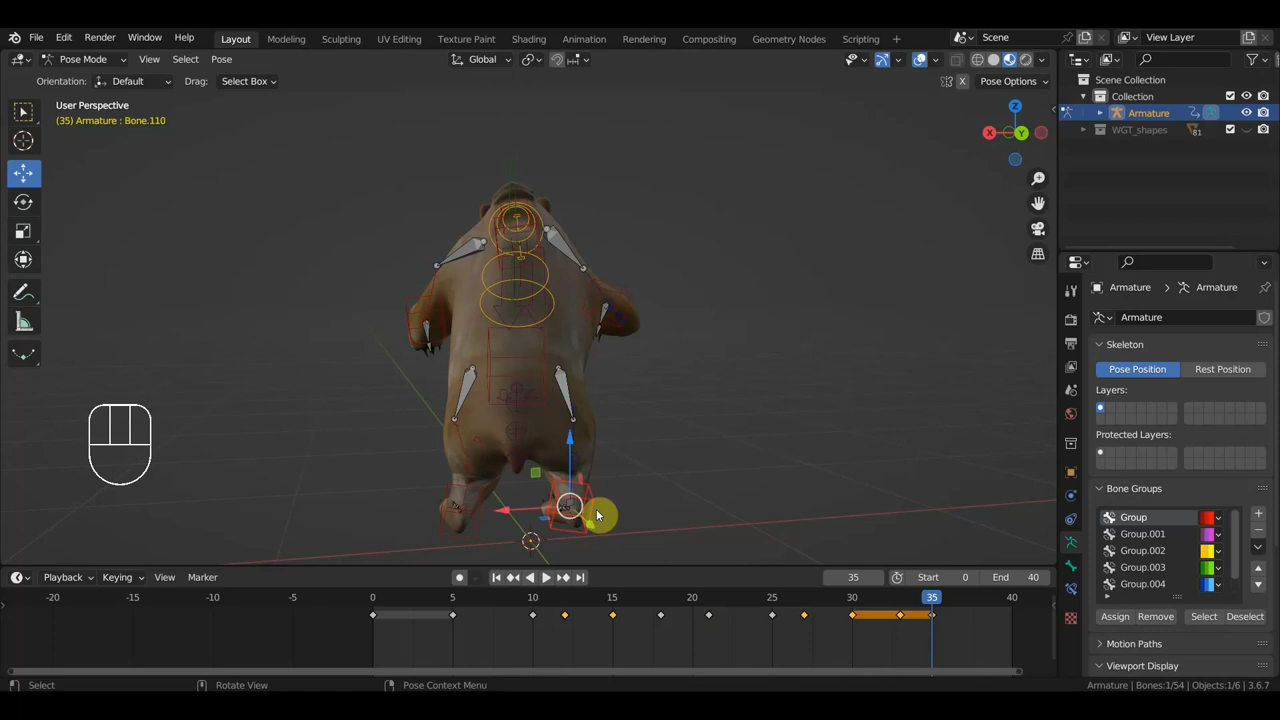 File Edit Render Window Help Layout Modeling Sculpting UV Editing Texture Paint Shading Animation Rendering Compositing Geometry Nodes Scripting + Scene View Layer
Pose Mode View Select Pose Global
Orientation: Default Drag: Select Box X Pose Options
User Perspective
(35) Armature : Bone.110
X Y Z
Scene Collection
Collection
Armature
WGT_shapes 81
Armature Armature
Armature
Skeleton
Pose Position Rest Position
Layers:
Protected Layers:
Bone Groups
Group
Group.001
Group.002
Group.003
Group.004
Assign Remove Select Deselect
Motion Paths
Viewport Display
Playback Keying View Marker 35 Start 0 End 40
-20 -15 -10 -5 0 5 10 15 20 25 30 35 40
Select Rotate View Pose Context Menu Armature | Bones:1/54 | Objects:1/6 | 3.6.7